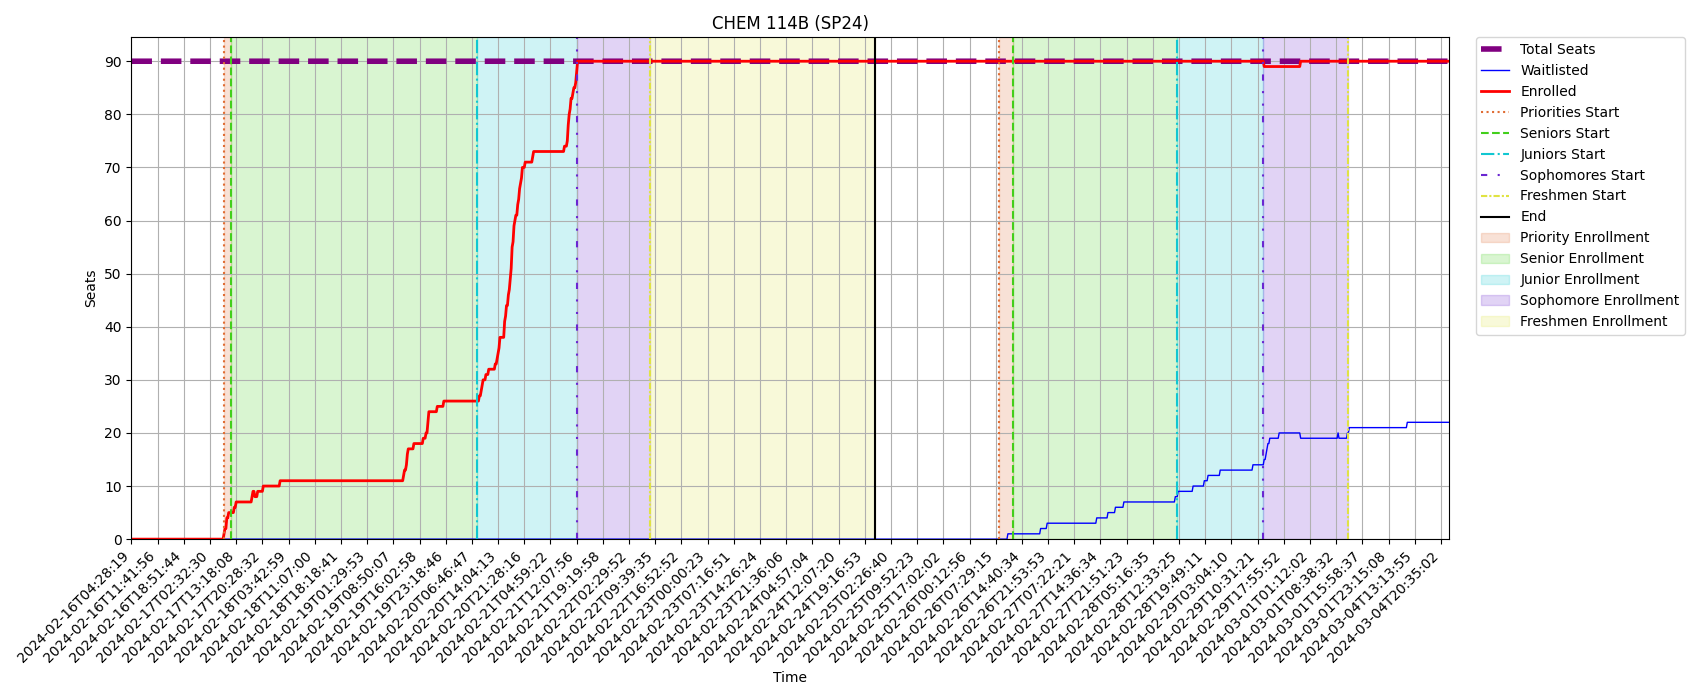 CHEM 114B (SP24)
Seats
90
80
70
60
50
40
30
20
10
0
2024-02-16T04:28:19
2024-02-16T11:41:56
2024-02-16T18:51:44
2024-02-17T02:32:30
2024-02-17T13:18:08
2024-02-17T20:28:32
2024-02-18T03:42:59
2024-02-18T11:07:00
2024-02-18T18:18:41
2024-02-19T01:29:53
2024-02-19T08:50:07
2024-02-19T16:02:58
2024-02-19T23:18:46
2024-02-20T06:46:47
2024-02-20T14:04:13
2024-02-20T21:28:16
2024-02-21T04:59:22
2024-02-21T12:07:56
2024-02-21T19:19:58
2024-02-22T02:29:52
2024-02-22T09:39:35
2024-02-22T16:52:52
2024-02-23T00:00:23
2024-02-23T07:16:51
2024-02-23T14:26:24
2024-02-23T21:36:06
2024-02-24T04:57:04
2024-02-24T12:07:20
2024-02-24T19:16:53
2024-02-25T02:26:40
2024-02-25T09:52:23
2024-02-25T17:02:02
2024-02-26T00:12:56
2024-02-26T07:29:15
2024-02-26T14:40:34
2024-02-26T21:53:53
2024-02-27T07:22:21
2024-02-27T14:36:34
2024-02-27T21:51:23
2024-02-28T05:16:35
2024-02-28T12:33:25
2024-02-28T19:49:11
2024-02-29T03:04:10
2024-02-29T10:31:21
2024-02-29T17:55:52
2024-03-01T01:12:02
2024-03-01T08:38:32
2024-03-01T15:58:37
2024-03-01T23:15:08
2024-03-04T13:13:55
2024-03-04T20:35:02
Time
Total Seats
Waitlisted
Enrolled
Priorities Start
Seniors Start
Juniors Start
Sophomores Start
Freshmen Start
End
Priority Enrollment
Senior Enrollment
Junior Enrollment
Sophomore Enrollment
Freshmen Enrollment